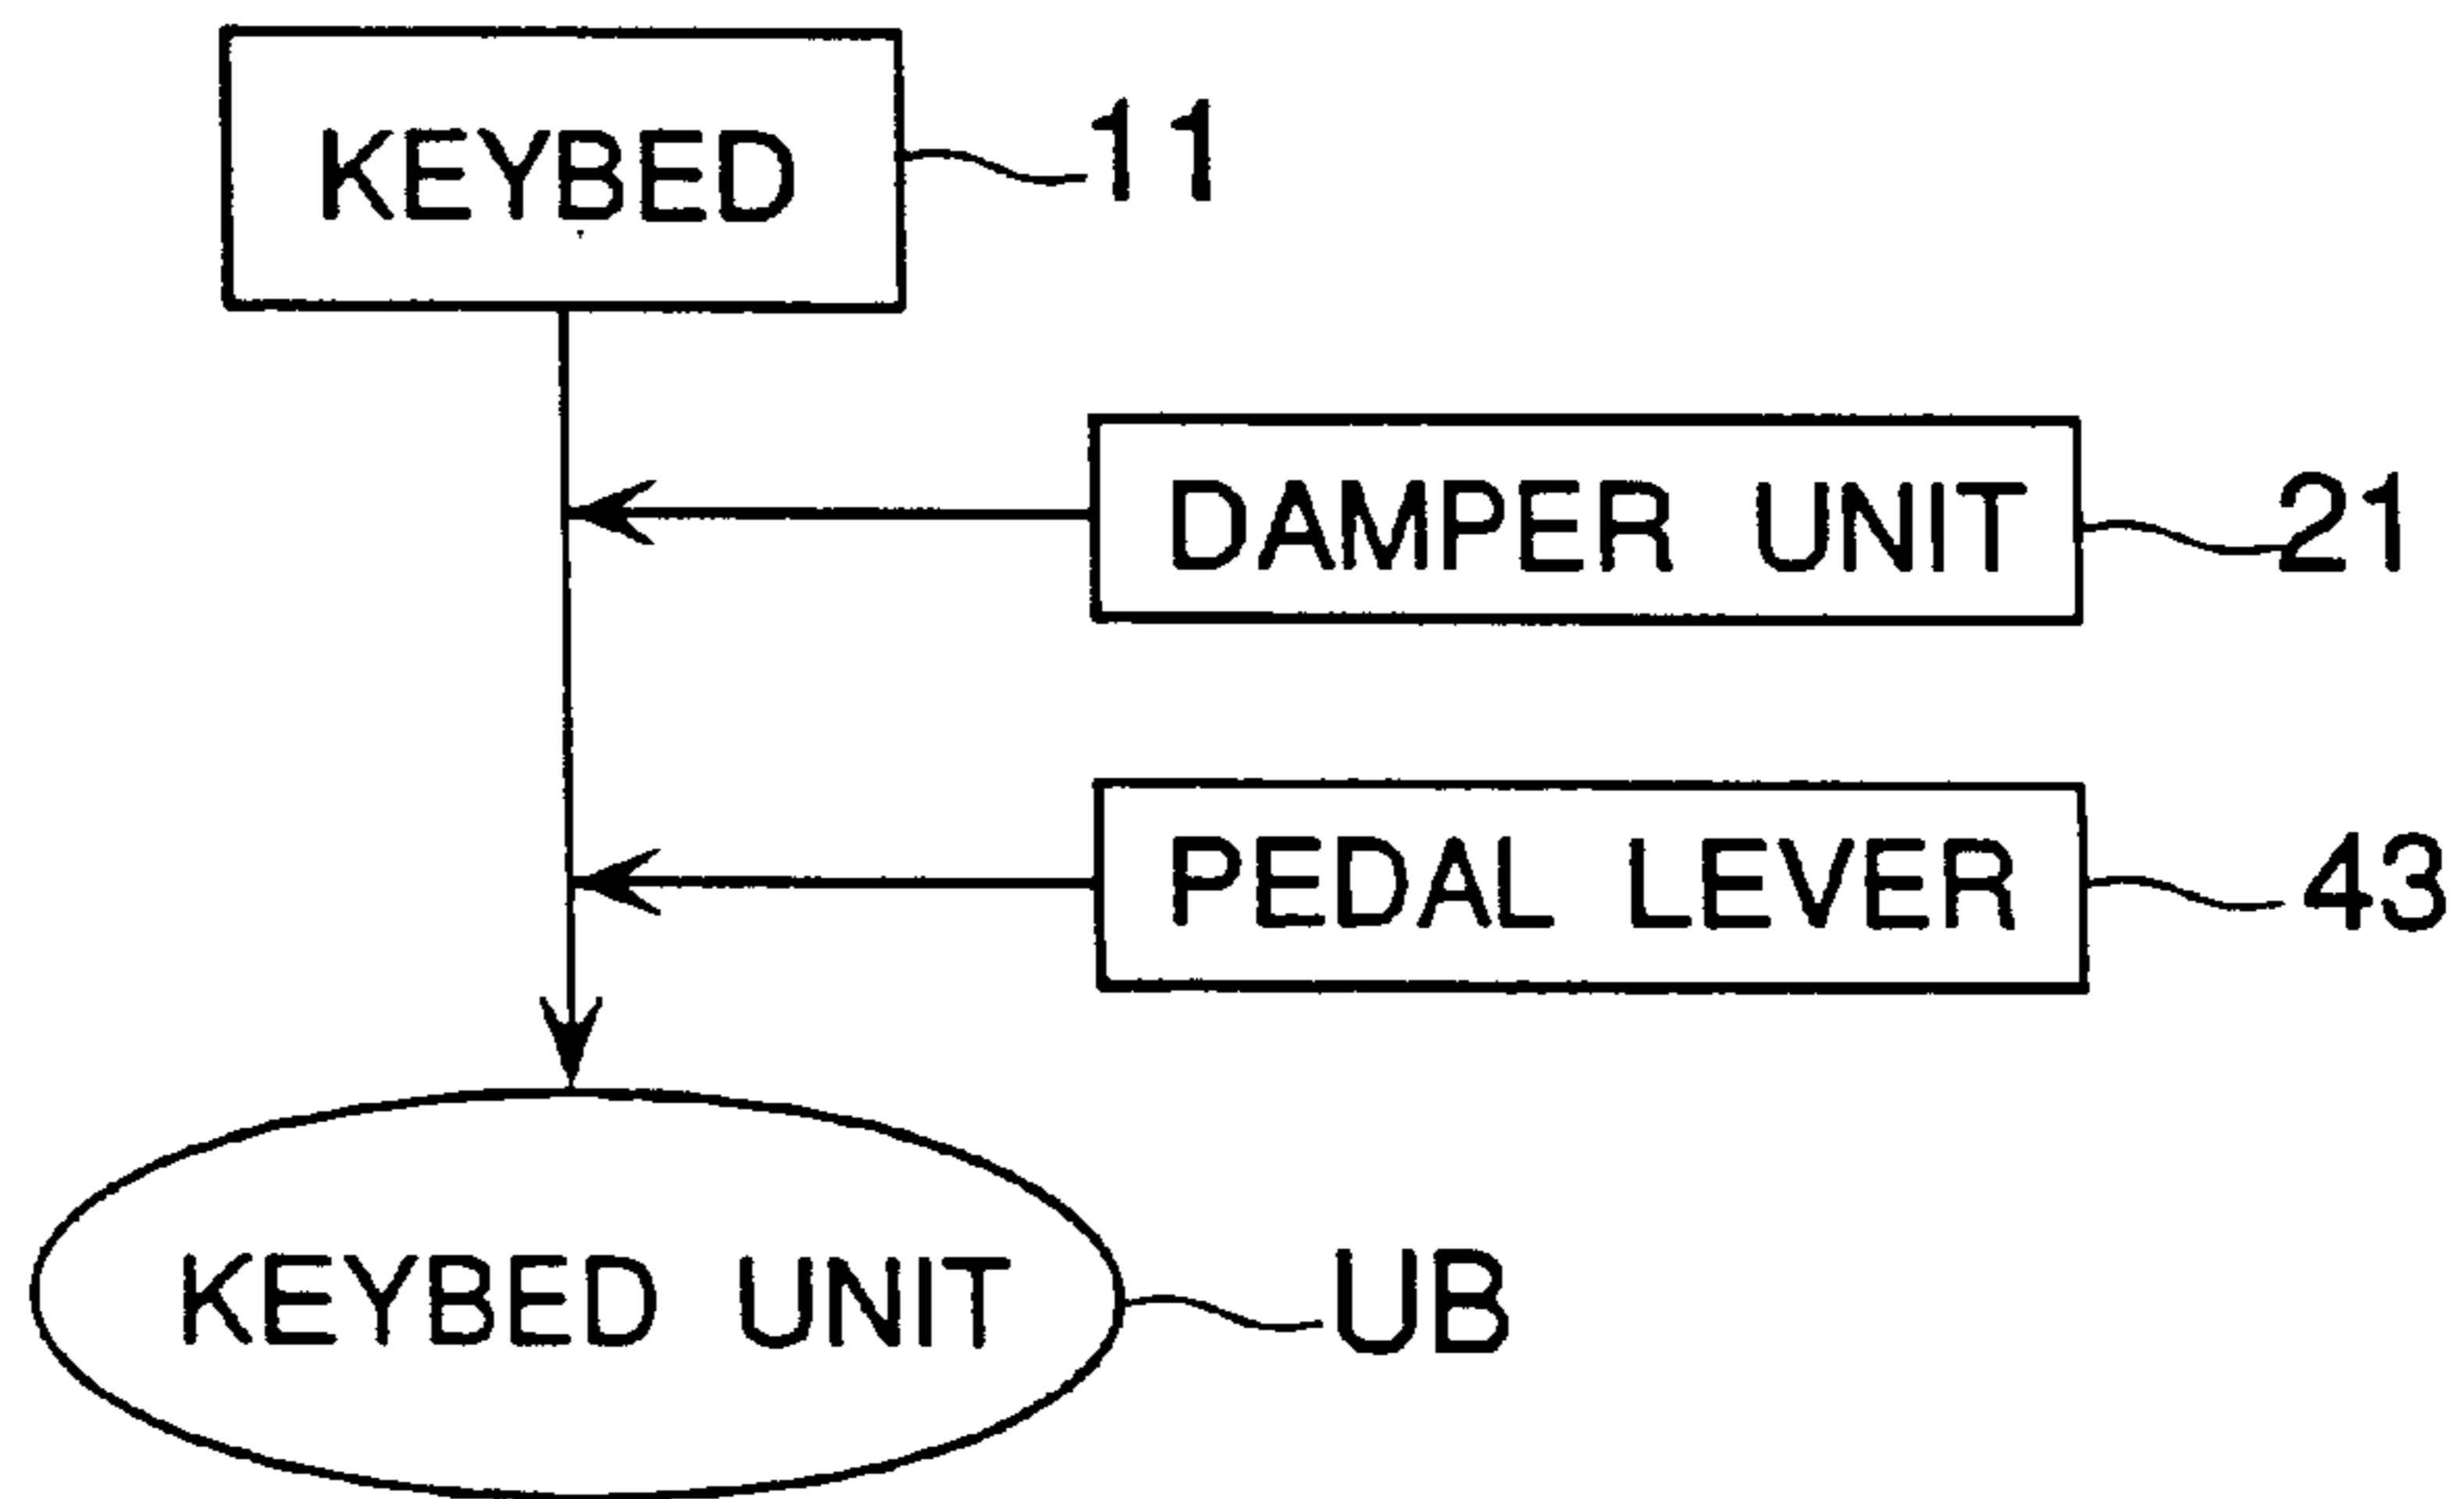 KEYBED
11
DAMPER UNIT
21
PEDAL LEVER
43
KEYBED UNIT
UB